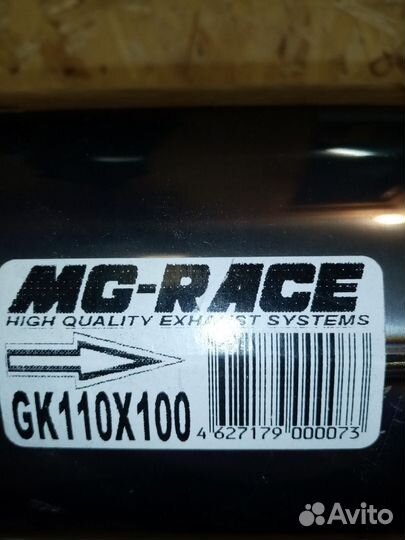 MG-RACE
HIGH QUALITY EXHAUST SYSTEMS
GK110X100
4 627179 000073
Avito